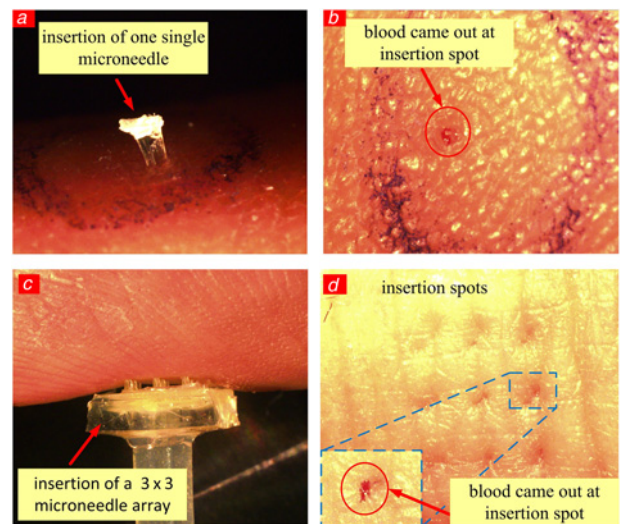 a
insertion of one single
microneedle
b
blood came out at
insertion spot
c
insertion of a 3 x 3
microneedle array
d
insertion spots
blood came out at
insertion spot